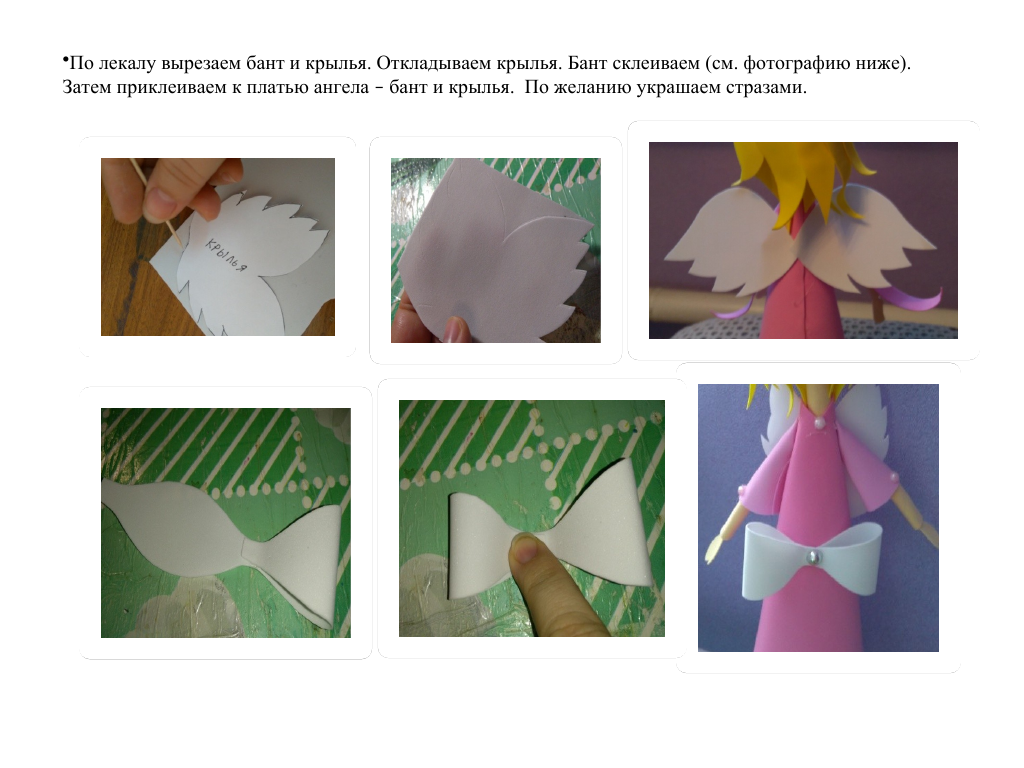 •По лекалу вырезаем бант и крылья. Откладываем крылья. Бант склеиваем (см. фотографию ниже).
Затем приклеиваем к платью ангела – бант и крылья.  По желанию украшаем стразами.
КРЫЛЬЯ